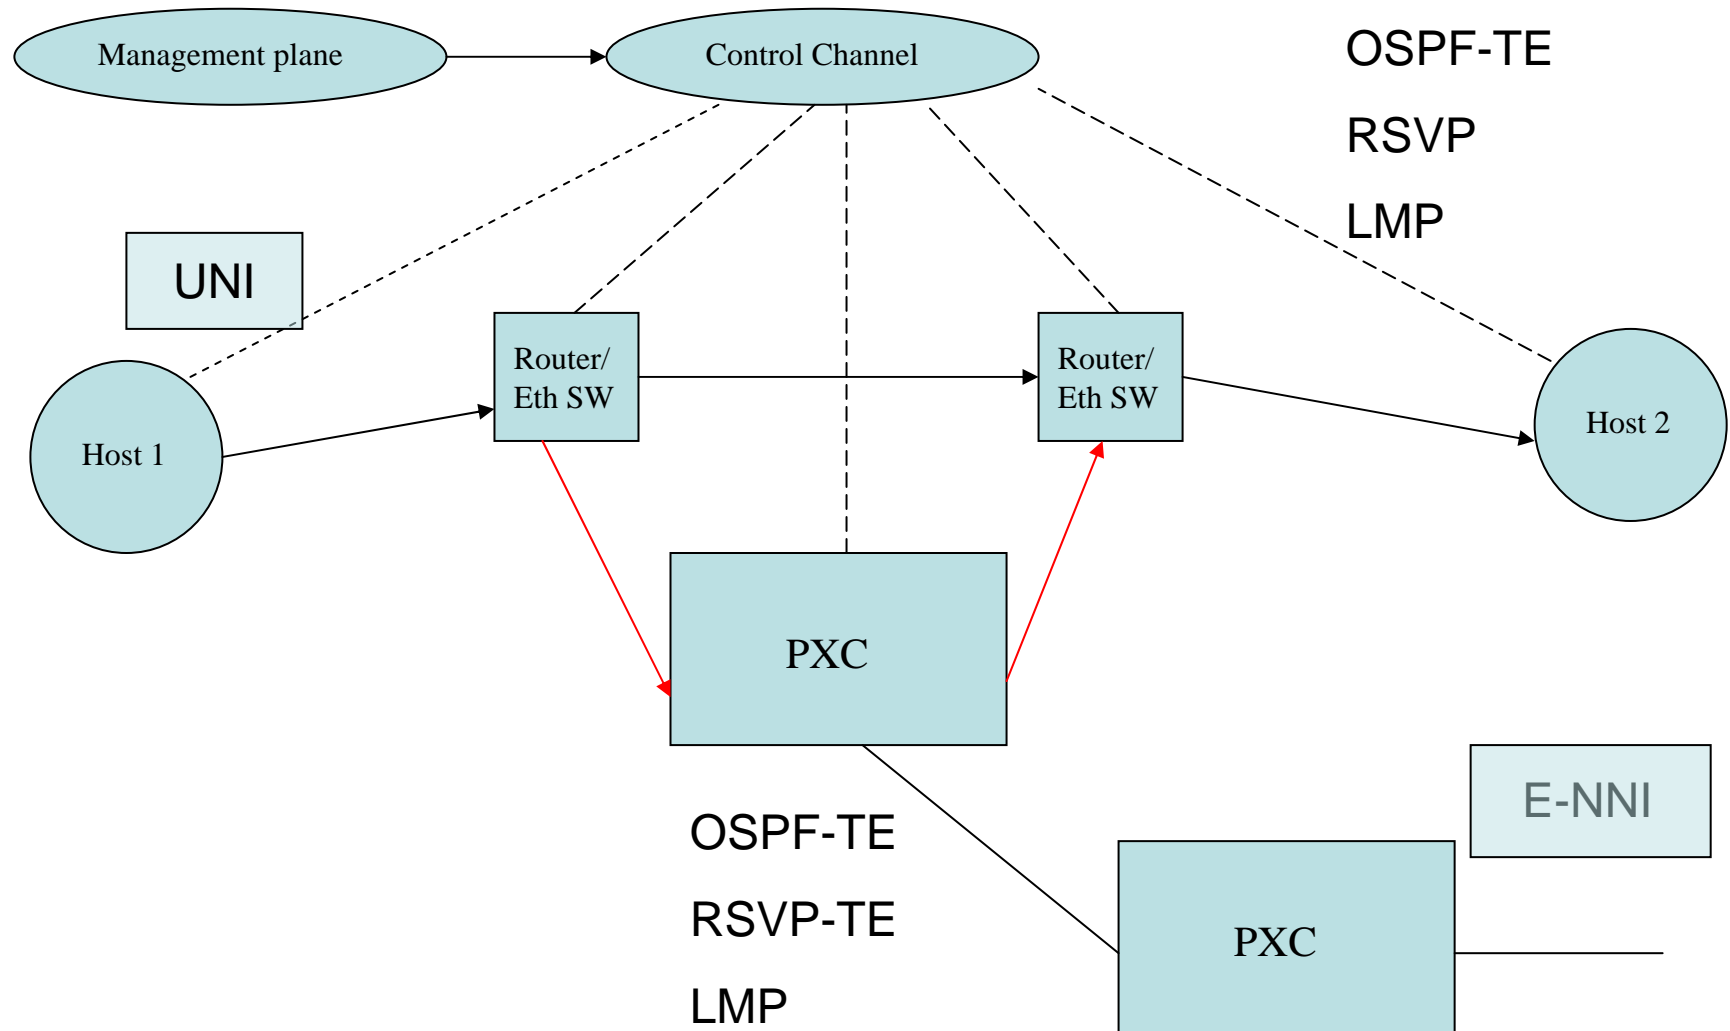 Management plane
Control Channel
OSPF-TE
RSVP
LMP
UNI
Router/
Eth SW
Router/
Eth SW
Host 1
Host 2
PXC
E-NNI
OSPF-TE
RSVP-TE
LMP
PXC